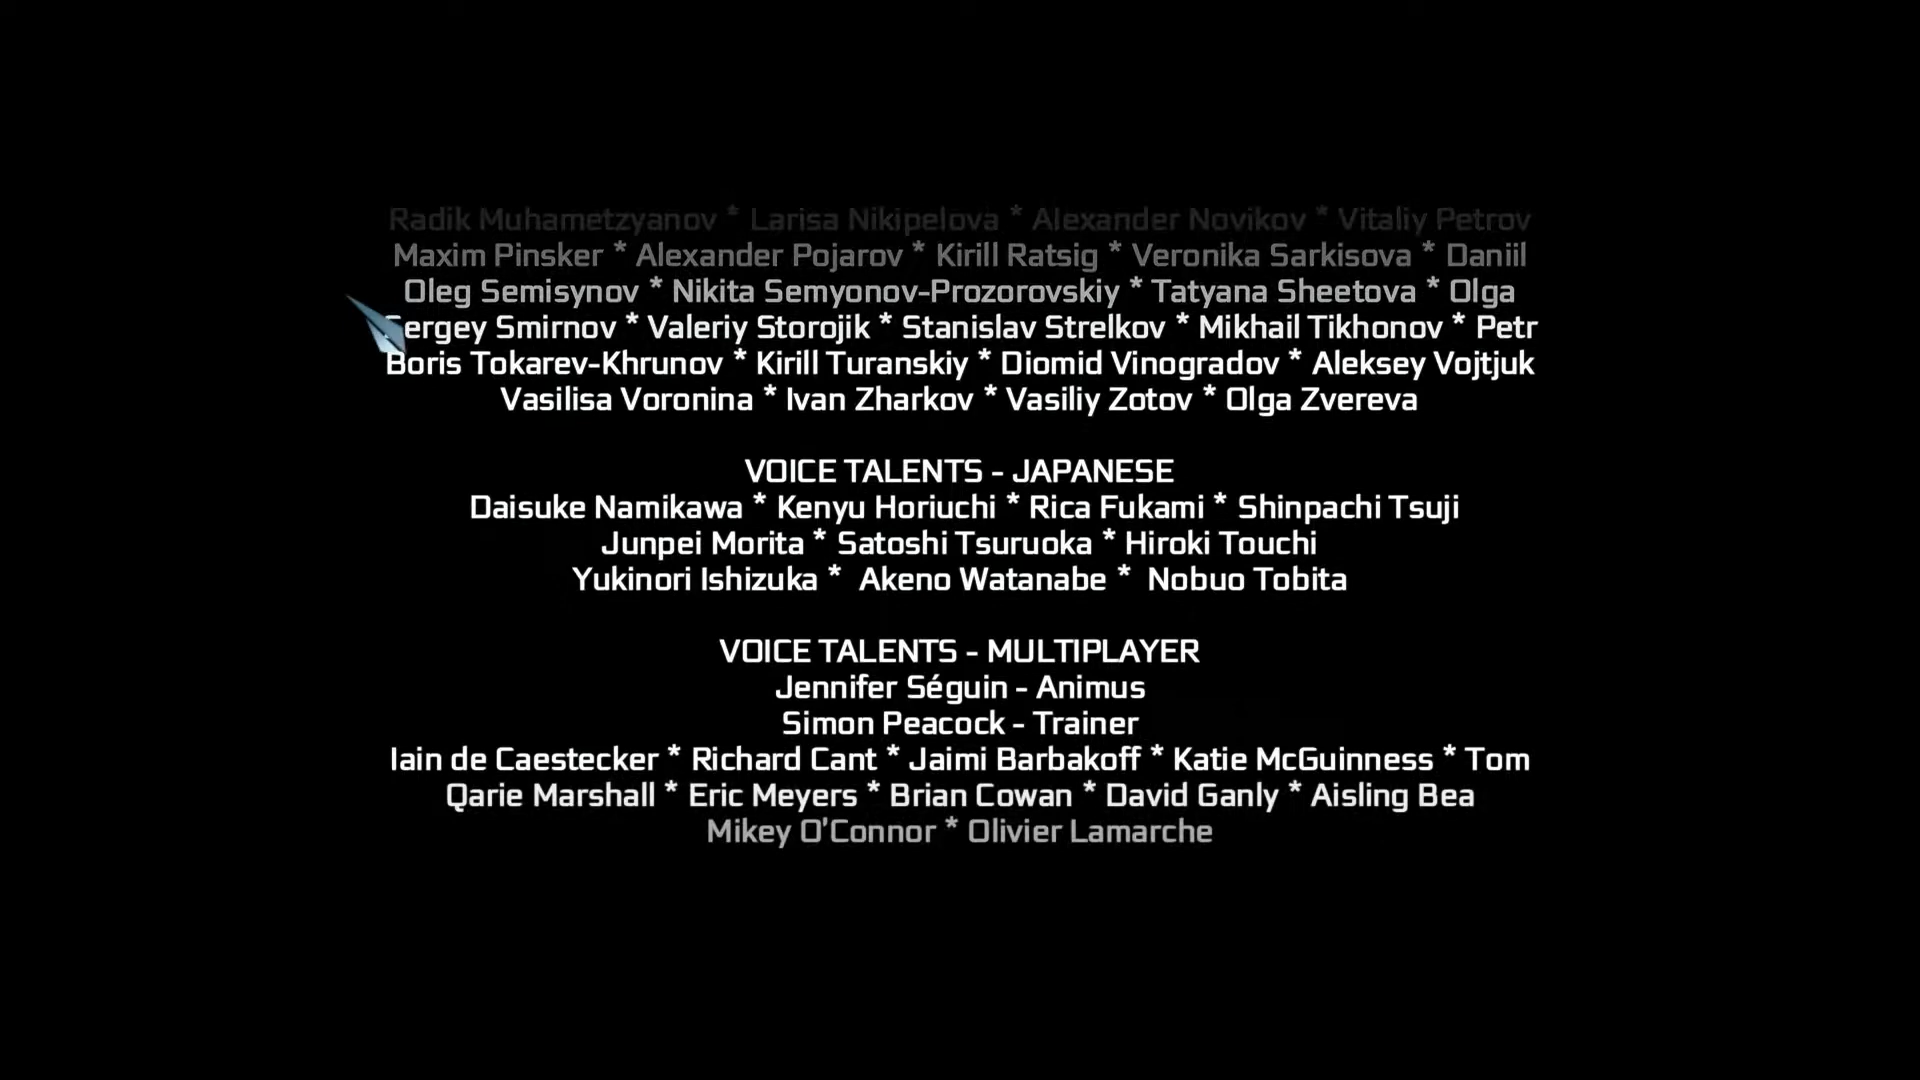 Radik Muhametzyanov * Larisa Nikipelova * Alexander Novikov * Vitaliy Petrov
Maxim Pinsker * Alexander Pojarov * Kirill Ratsig * Veronika Sarkisova * Daniil
Oleg Semisynov * Nikita Semyonov-Prozorovskiy * Tatyana Sheetova * Olga
Sergey Smirnov * Valeriy Storojik * Stanislav Strelkov * Mikhail Tikhonov * Petr
Boris Tokarev-Khrunov * Kirill Turanskiy * Diomid Vinogradov * Aleksey Vojtjuk
Vasilisa Voronina * Ivan Zharkov * Vasiliy Zotov * Olga Zvereva
VOICE TALENTS - JAPANESE
Daisuke Namikawa * Kenyu Horiuchi * Rica Fukami * Shinpachi Tsuji
Junpei Morita * Satoshi Tsuruoka * Hiroki Touchi
Yukinori Ishizuka * Akeno Watanabe * Nobuo Tobita
VOICE TALENTS - MULTIPLAYER
Jennifer Séguin - Animus
Simon Peacock - Trainer
Iain de Caestecker * Richard Cant * Jaimi Barbakoff * Katie McGuinness * Tom
Qarie Marshall * Eric Meyers * Brian Cowan * David Ganly * Aisling Bea
Mikey O'Connor * Olivier Lamarche